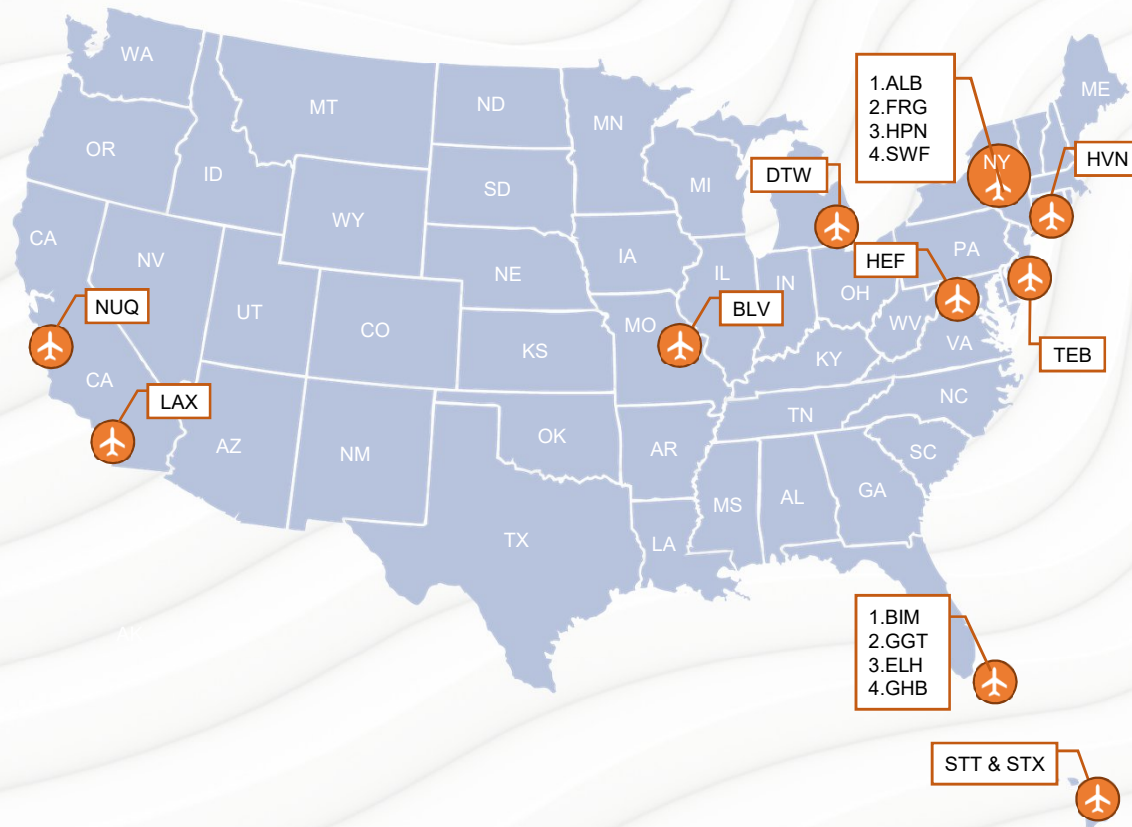 WA
MT
ND
MN
ME
OR
ID
SD
MI
WY
1.ALB
2.FRG
3.HPN
4.SWF
NY
HVN
DTW
CA
NV
NE
IA
IL
IN
OH
PA
HEF
NUQ
UT
CO
KS
MO
BLV
WV
VA
KY
TEB
CA
LAX
AZ
NM
OK
AR
TN
NC
SC
MS
AL
GA
TX
LA
AK
1.BIM
2.GGT
3.ELH
4.GHB
STT & STX